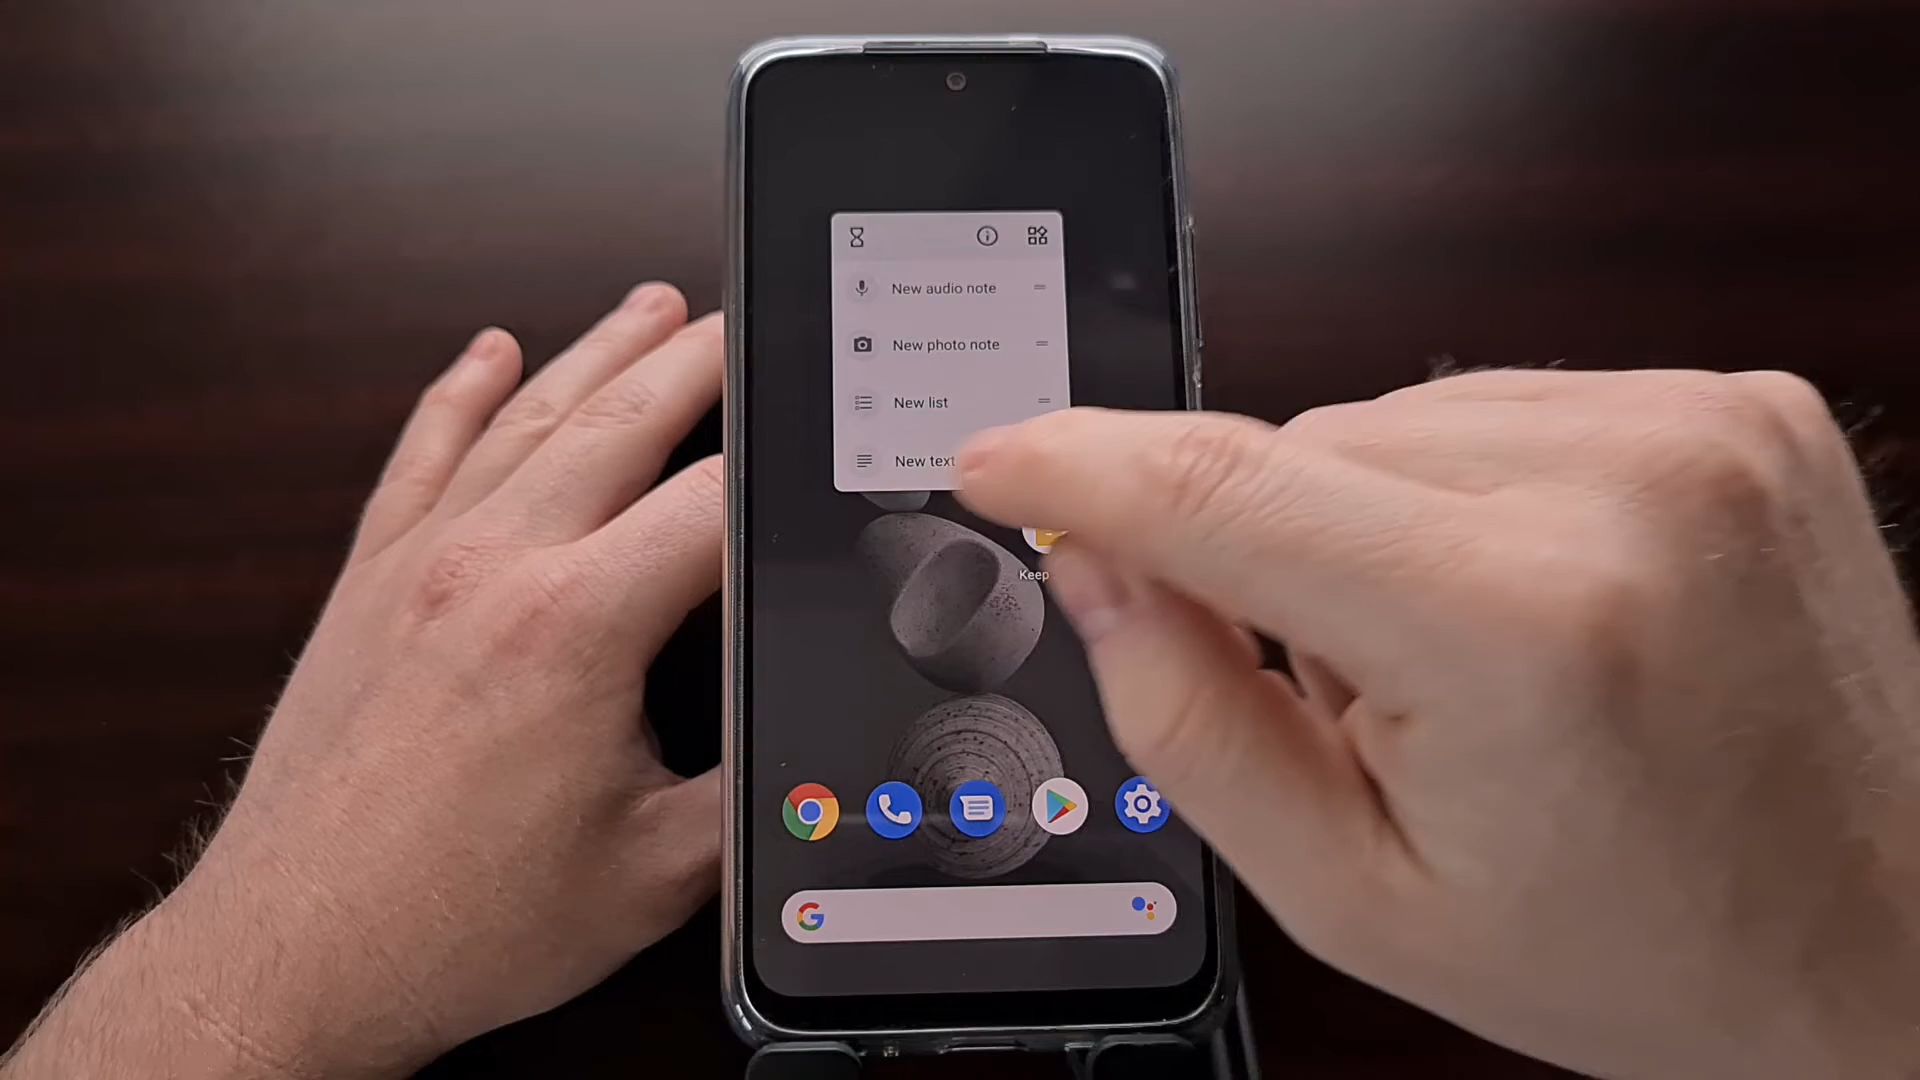 New audio note
New photo note
New list
New text
Keep